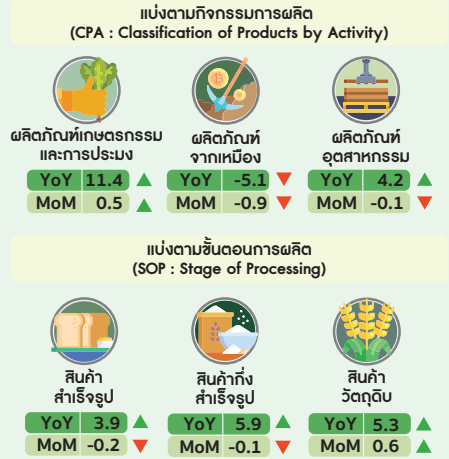 แบ่งตามกิจกรรมการผลิต
(CPA : Classification of Products by Activity)
ผลิตภัณฑ์เกษตรกรรม
และการประมง
YoY 11.4 ▲
MoM 0.5 ▲
ผลิตภัณฑ์
จากเหมือง
YoY -5.1 ▼
MoM -0.9 ▼
ผลิตภัณฑ์
อุตสาหกรรม
YoY 4.2 ▲
MoM -0.1 ▼
แบ่งตามขั้นตอนการผลิต
(SOP : Stage of Processing)
สินค้า
สำเร็จรูป
YoY 3.9 ▲
MoM -0.2 ▼
สินค้ากึ่ง
สำเร็จรูป
YoY 5.9 ▲
MoM -0.1 ▼
สินค้า
วัตถุดิบ
YoY 5.3 ▲
MoM 0.6 ▲